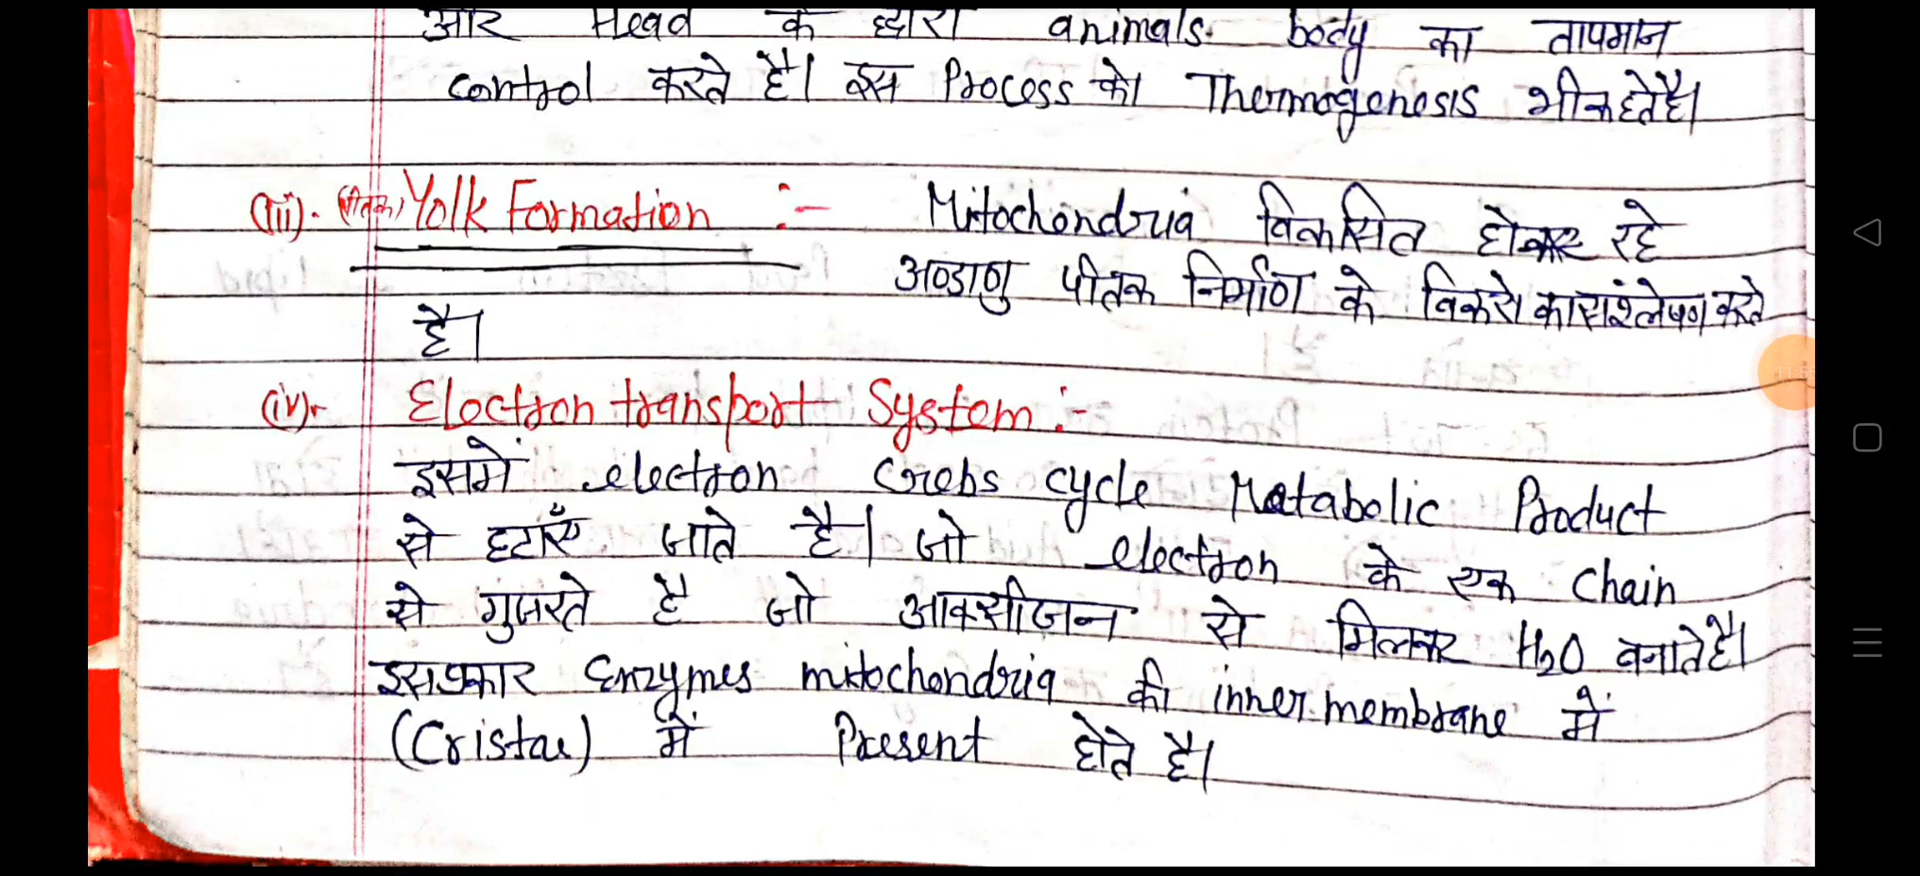 और Head के द्वारा animals. body का तापमान
control करते है। इस Process को Thermogenesis भी कहते है।
(iii). (पीतक) Yolk Formation :- Mitochondria विकसित होकर रहे
अण्डाणु पीतक निर्माण के विकरो का संश्लेषण करते
है।
(iv). Electron transport System :-
इसमें electron Crebs cycle Metabolic Product
से हटाएँ जाते है। जो electron के एक Chain
से गुजरते है जो आक्सीजन से मिलकर H₂O बनाते है।
इसप्रकार Enzymes mitochondria की inner membrane में
(Cristae) में Present होते है।